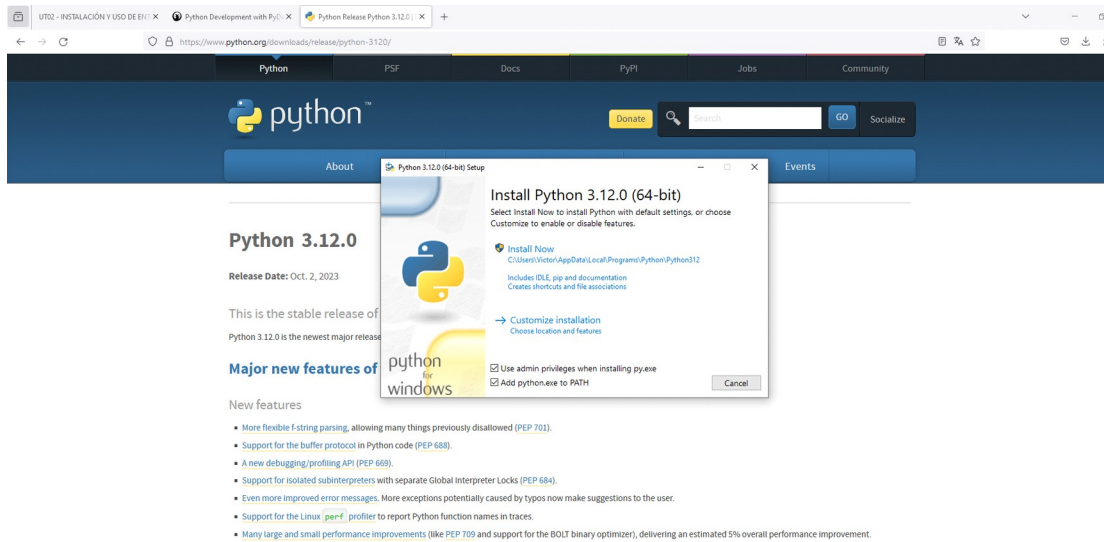 UT02 - INSTALACIÓN Y USO DE ENT
Python Development with PyDe
Python Release Python 3.12.0 |
https://www.python.org/downloads/release/python-3120/
Python PSF Docs PyPI Jobs Community
python™
Donate Search GO Socialize
About Events
Python 3.12.0 (64-bit) Setup
Install Python 3.12.0 (64-bit)
Select Install Now to install Python with default settings, or choose
Customize to enable or disable features.
Install Now
C:\Users\Victor\AppData\Local\Programs\Python\Python312
Includes IDLE, pip and documentation
Creates shortcuts and file associations
Customize installation
Choose location and features
Use admin privileges when installing py.exe
Add python.exe to PATH
Cancel
python
for
windows
Python 3.12.0
Release Date: Oct. 2, 2023
This is the stable release of
Python 3.12.0 is the newest major release
Major new features of
New features
More flexible f-string parsing, allowing many things previously disallowed (PEP 701).
Support for the buffer protocol in Python code (PEP 688).
A new debugging/profiling API (PEP 669).
Support for isolated subinterpreters with separate Global Interpreter Locks (PEP 684).
Even more improved error messages. More exceptions potentially caused by typos now make suggestions to the user.
Support for the Linux perf profiler to report Python function names in traces.
Many large and small performance improvements (like PEP 709 and support for the BOLT binary optimizer), delivering an estimated 5% overall performance improvement.